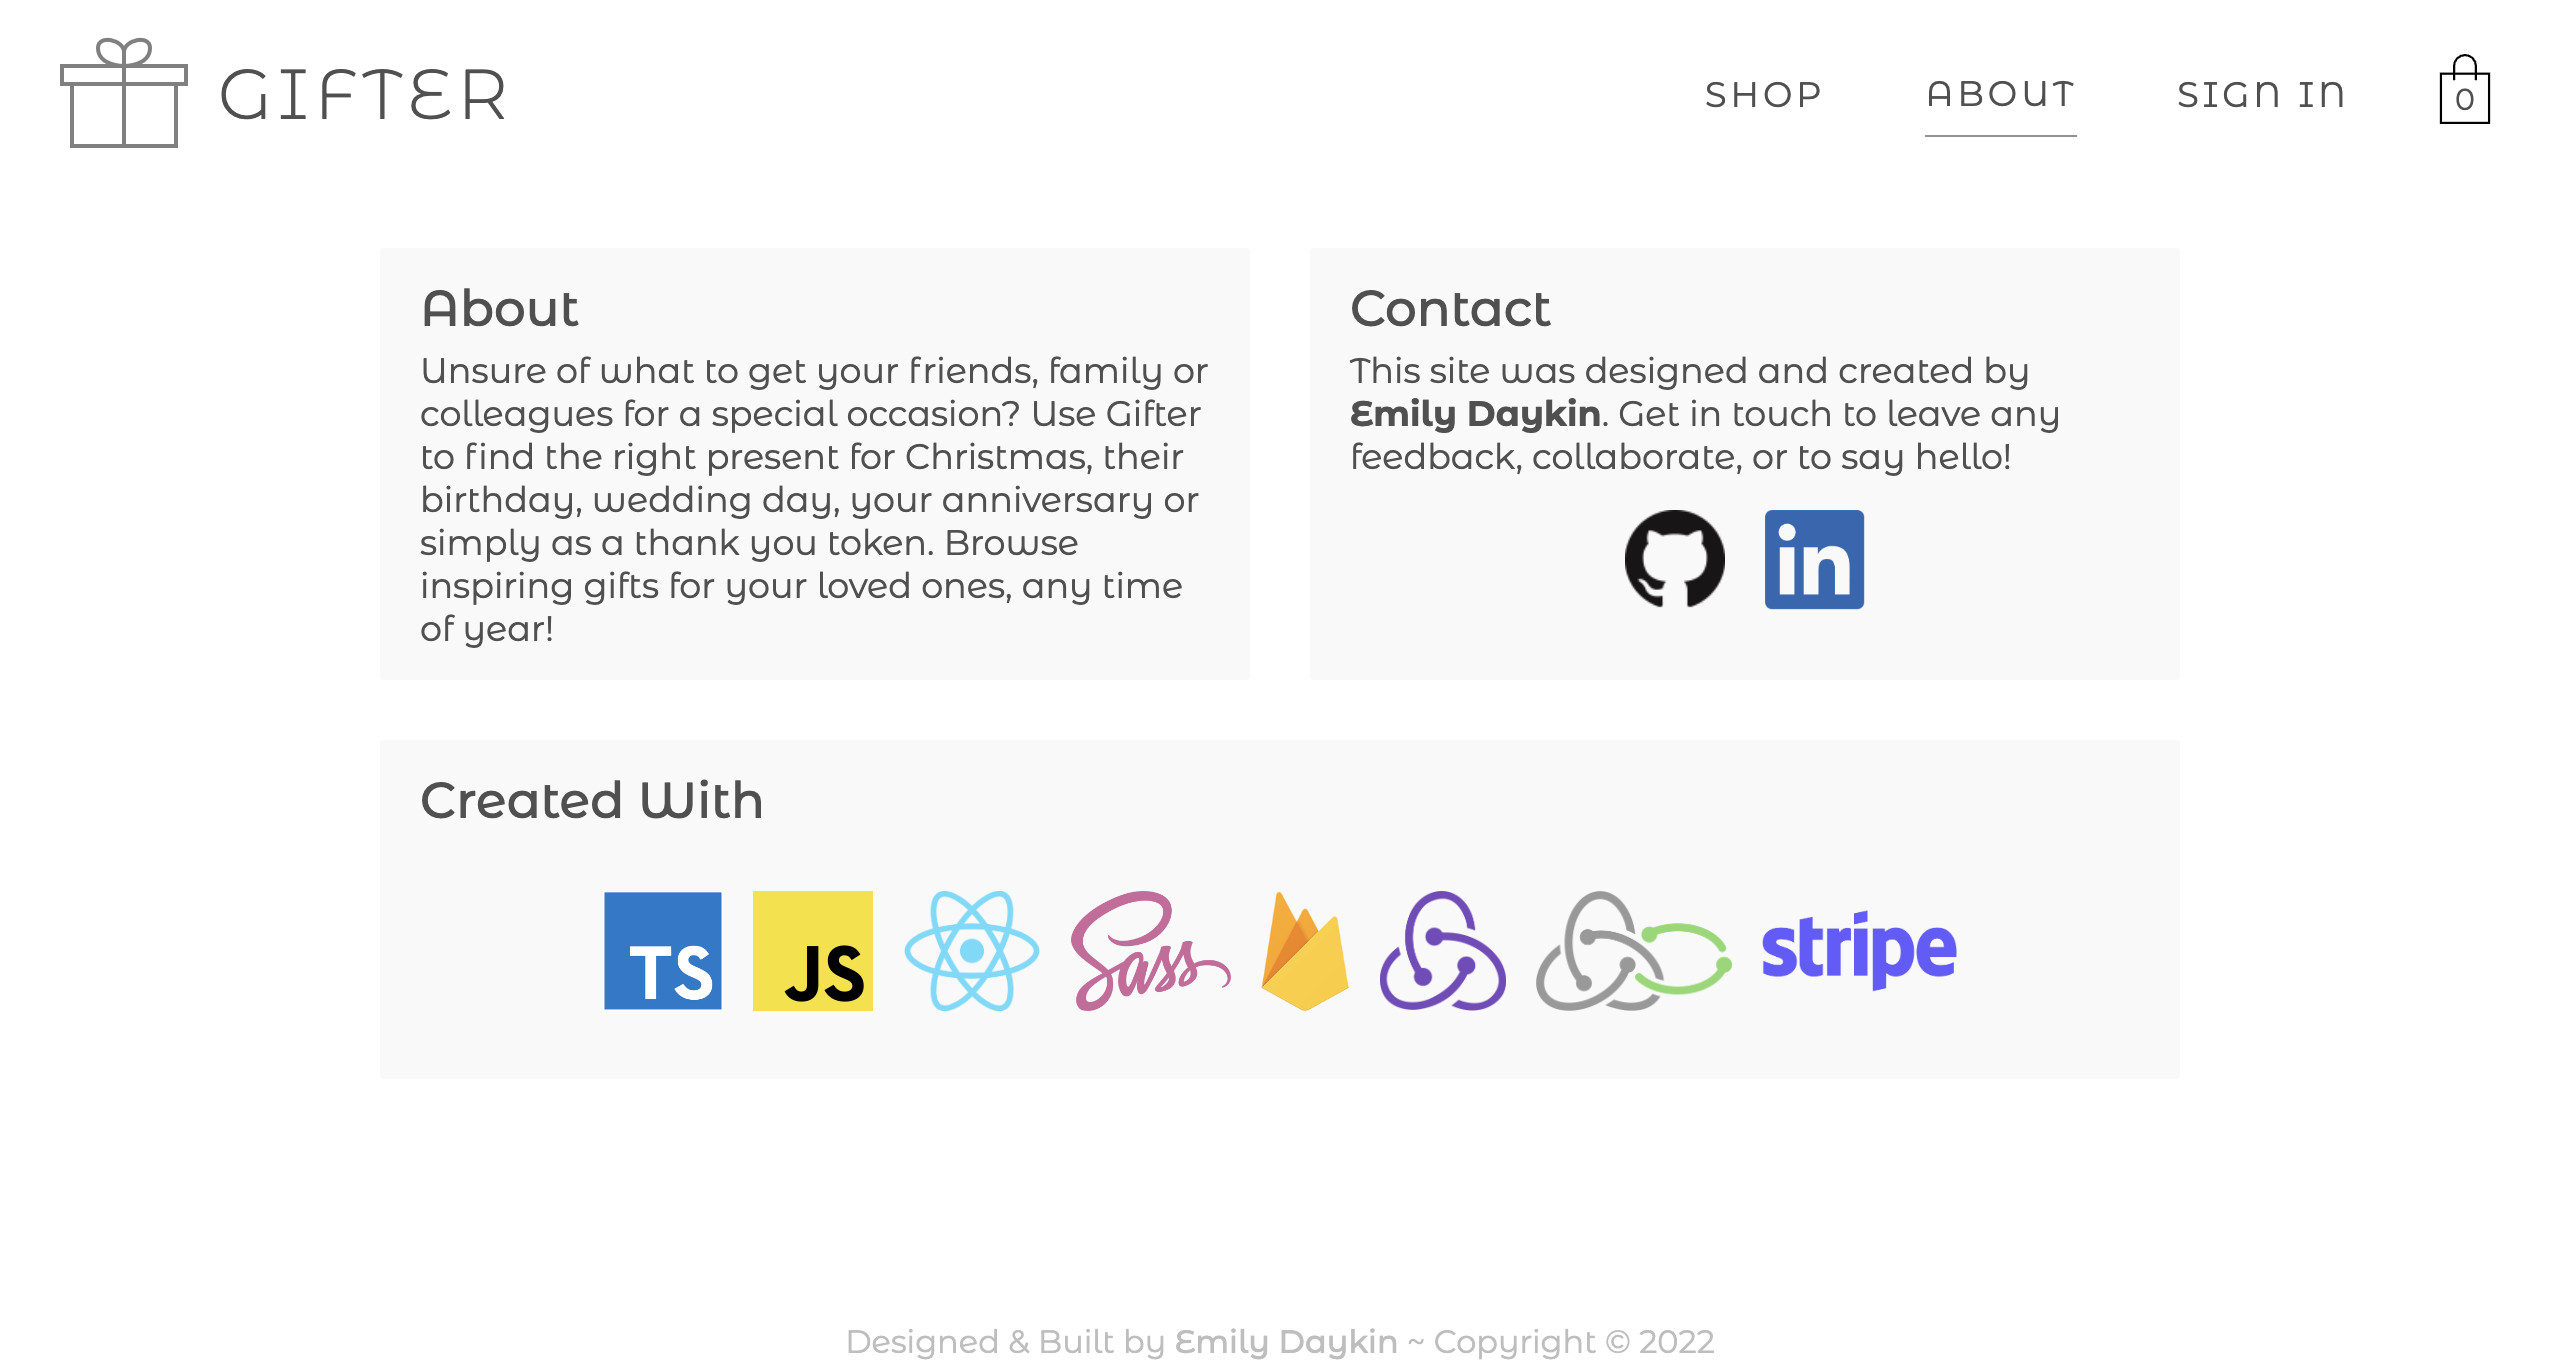 GIFTER
SHOP
ABOUT
SIGN IN
0
About
Unsure of what to get your friends, family or
colleagues for a special occasion? Use Gifter
to find the right present for Christmas, their
birthday, wedding day, your anniversary or
simply as a thank you token. Browse
inspiring gifts for your loved ones, any time
of year!
Contact
This site was designed and created by
Emily Daykin. Get in touch to leave any
feedback, collaborate, or to say hello!
in
Created With
TS
JS
Sass
stripe
Designed & Built by Emily Daykin ~ Copyright © 2022